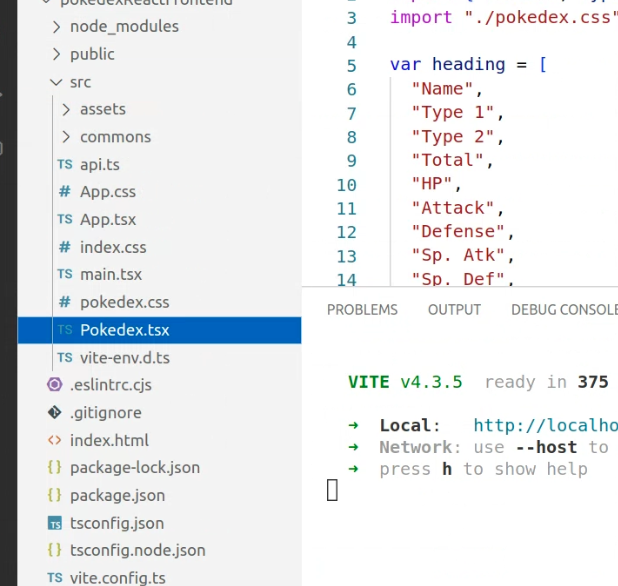 pokedexReactFrontend
node_modules
public
src
assets
commons
TS api.ts
# App.css
TS App.tsx
# index.css
TS main.tsx
# pokedex.css
TS Pokedex.tsx
TS vite-env.d.ts
.eslintrc.cjs
.gitignore
<> index.html
{} package-lock.json
{} package.json
TS tsconfig.json
{} tsconfig.node.json
TS vite.config.ts
3 import "./pokedex.css"
4
5 var heading = [
6 "Name",
7 "Type 1",
8 "Type 2",
9 "Total",
10 "HP",
11 "Attack",
12 "Defense",
13 "Sp. Atk",
14 "Sp. Def",
PROBLEMS OUTPUT DEBUG CONSOLE
VITE v4.3.5 ready in 375
➜ Local: http://localho
➜ Network: use --host to
➜ press h to show help